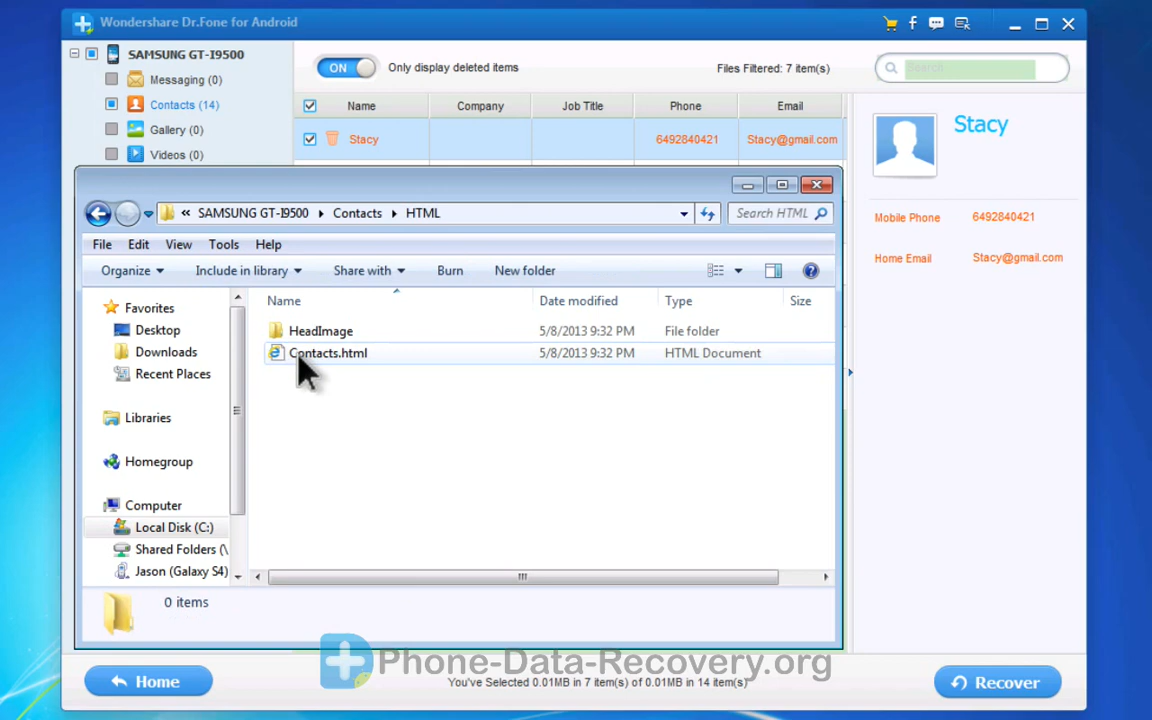 Wondershare Dr.Fone for Android
SAMSUNG GT-I9500
Messaging (0)
Contacts (14)
Gallery (0)
Videos (0)
ON
Only display deleted items
Files Filtered: 7 item(s)
Search
Name Company Job Title Phone Email
Stacy 6492840421 Stacy@gmail.com
Stacy
Mobile Phone 6492840421
Home Email Stacy@gmail.com
« SAMSUNG GT-I9500 Contacts HTML
Search HTML
File Edit View Tools Help
Organize Include in library Share with Burn New folder
Favorites
Desktop
Downloads
Recent Places
Libraries
Homegroup
Computer
Local Disk (C:)
Shared Folders (\
Jason (Galaxy S4)
Name Date modified Type Size
HeadImage 5/8/2013 9:32 PM File folder
Contacts.html 5/8/2013 9:32 PM HTML Document
0 items
Phone-Data-Recovery.org
Home
You've Selected 0.01MB in 7 item(s) of 0.01MB in 14 item(s)
Recover